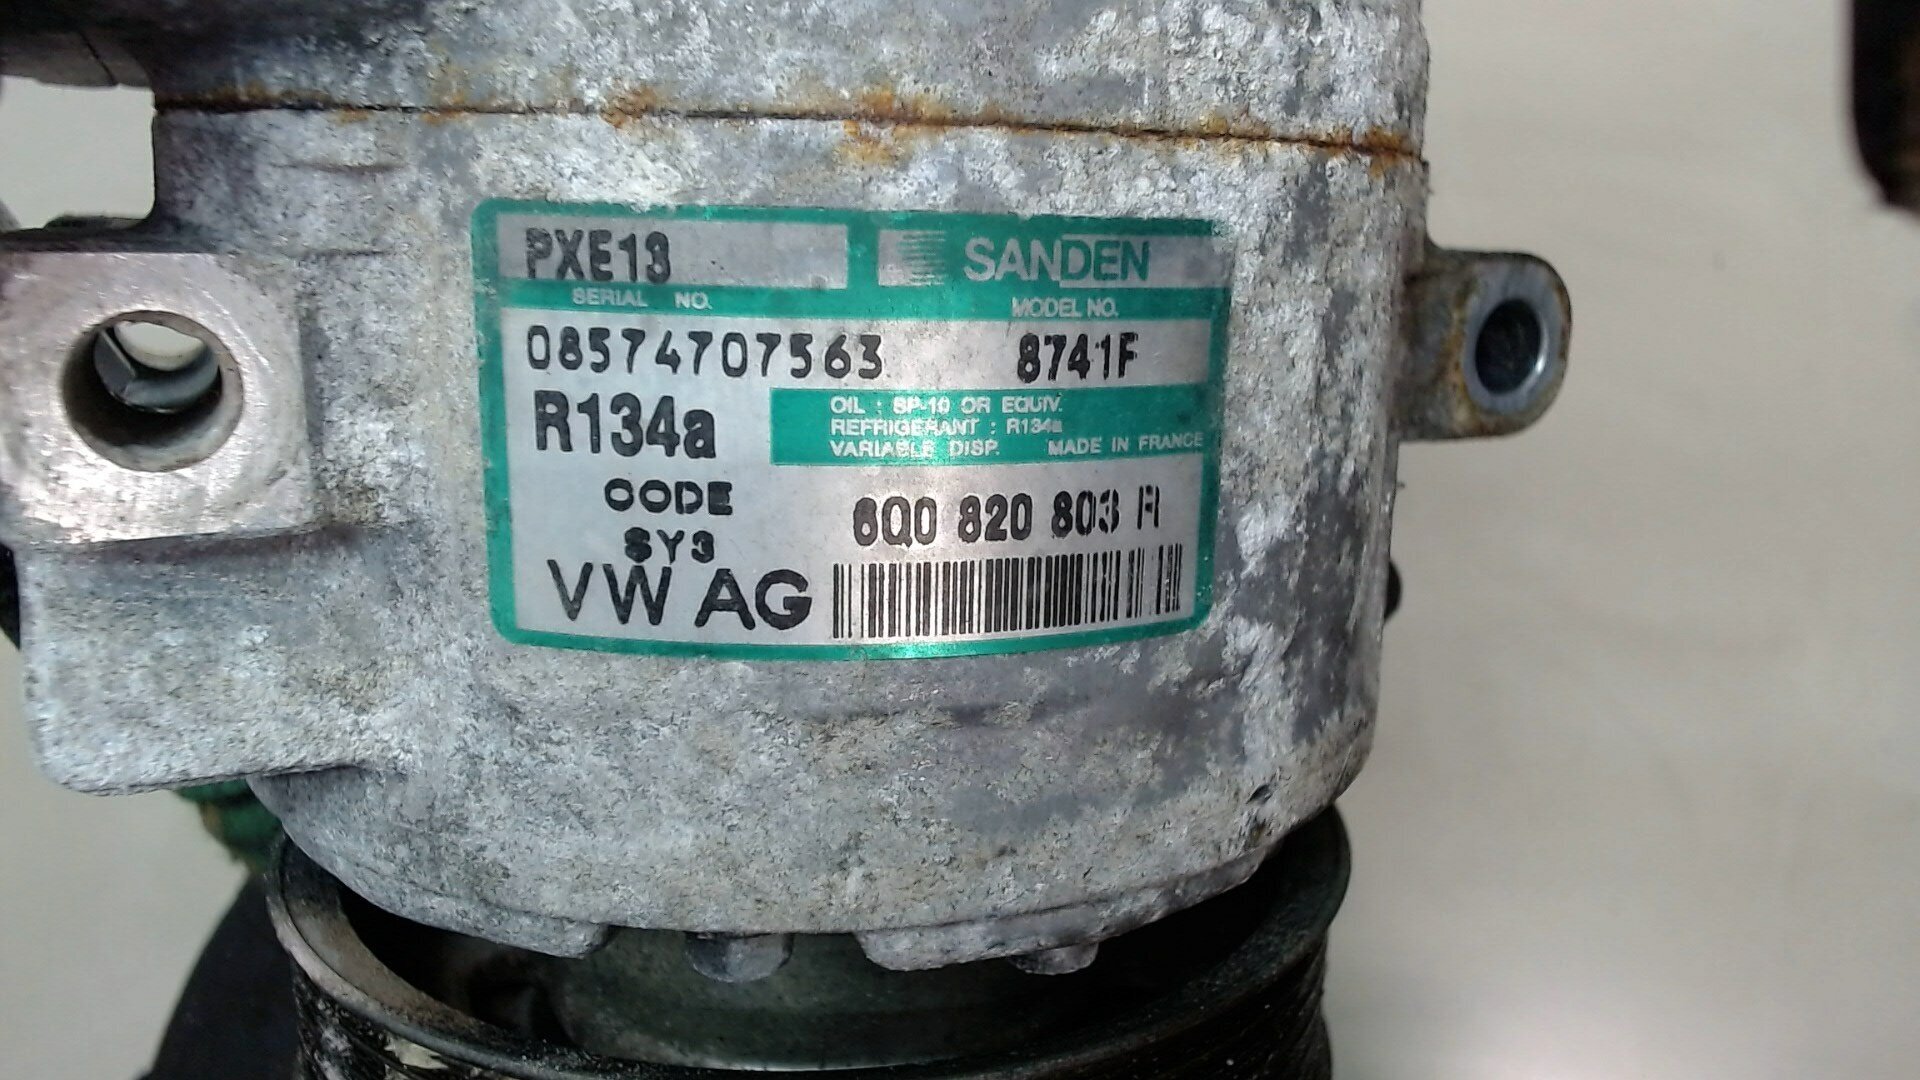 PXE13 SANDEN
SERIAL NO. MODEL NO.
08574707563 8741F
R134a
OIL : SP-10 OR EQUIV.
REFRIGERANT : R134a
VARIABLE DISP. MADE IN FRANCE
CODE
SY3
6Q0 820 803 R
VW AG